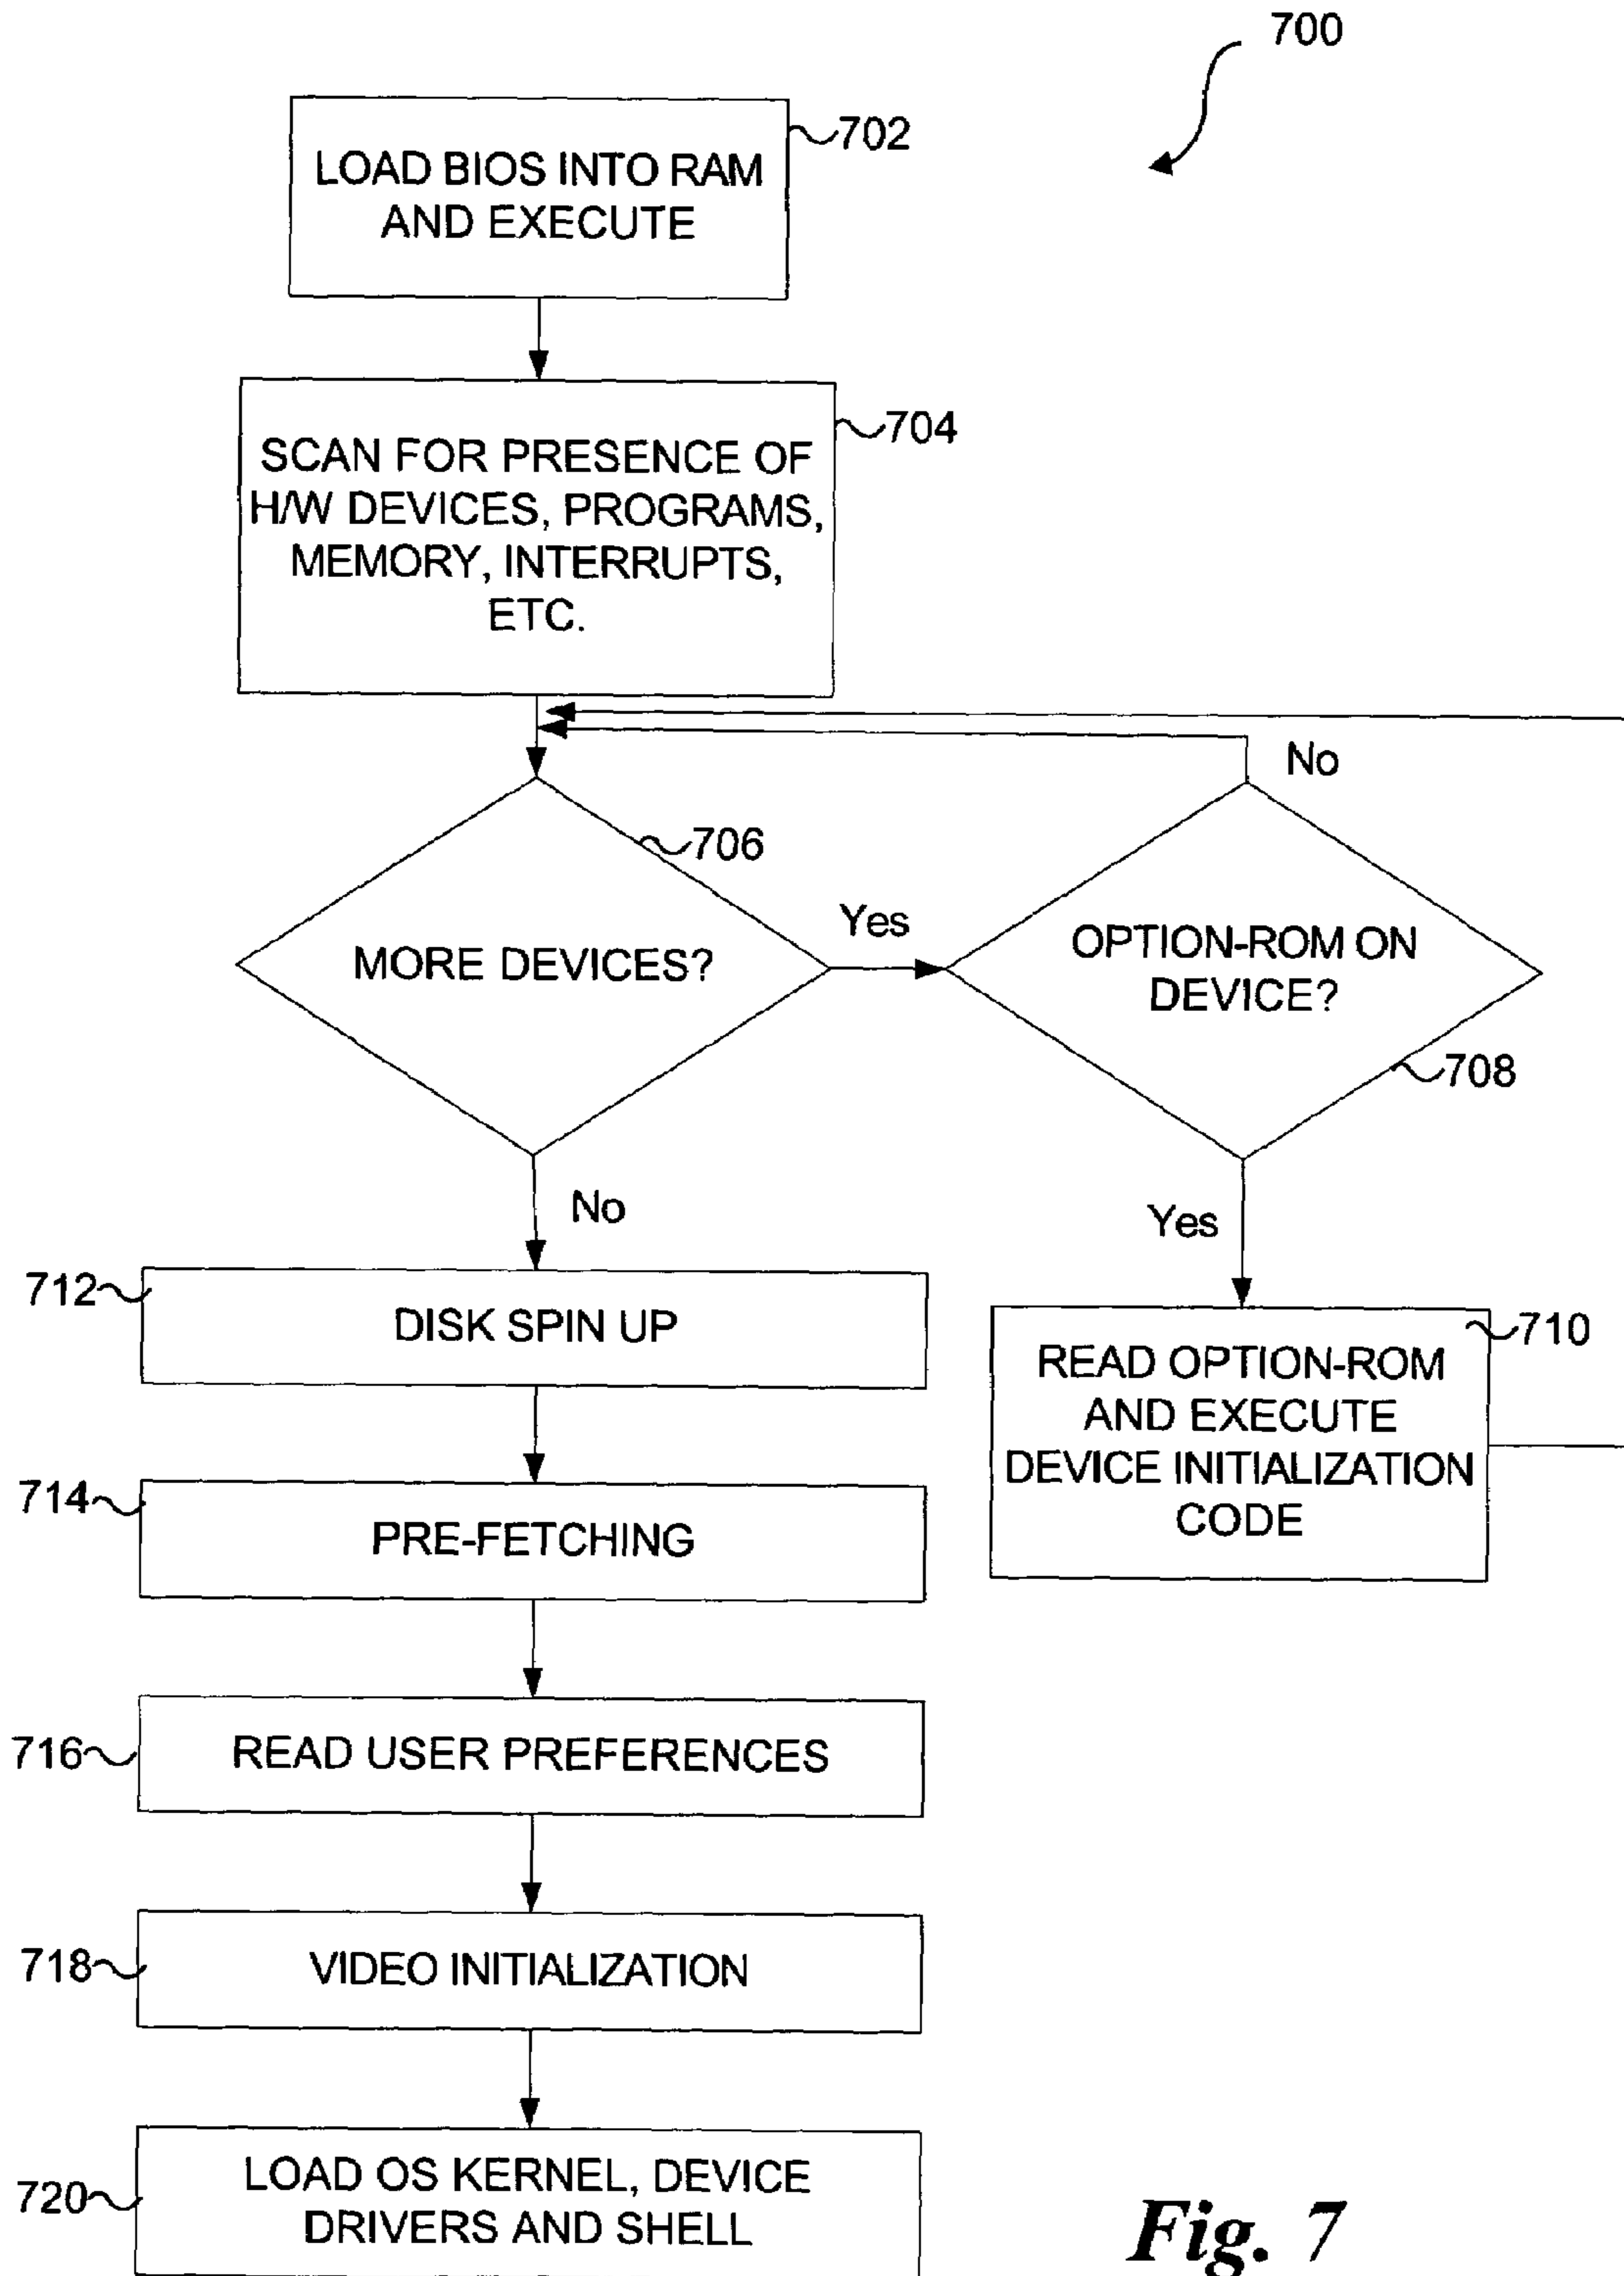 700
702
LOAD BIOS INTO RAM
AND EXECUTE
704
SCAN FOR PRESENCE OF
H/W DEVICES, PROGRAMS,
MEMORY, INTERRUPTS,
ETC.
No
706
Yes
MORE DEVICES?
OPTION-ROM ON
DEVICE?
708
No
Yes
712
DISK SPIN UP
710
READ OPTION-ROM
AND EXECUTE
DEVICE INITIALIZATION
CODE
714
PRE-FETCHING
716
READ USER PREFERENCES
718
VIDEO INITIALIZATION
720
LOAD OS KERNEL, DEVICE
DRIVERS AND SHELL
Fig. 7